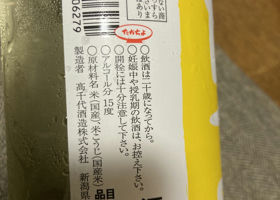 たかちよ
○飲酒は二十歳になってから。
○妊娠中や授乳期の飲酒は、お控え下さい。
○開栓には十分注意して下さい。
○アルコール分 15度
○原材料名 米(国産)、米こうじ(国産米)
製造者 高千代酒造株式会社
新潟県
品目
06279